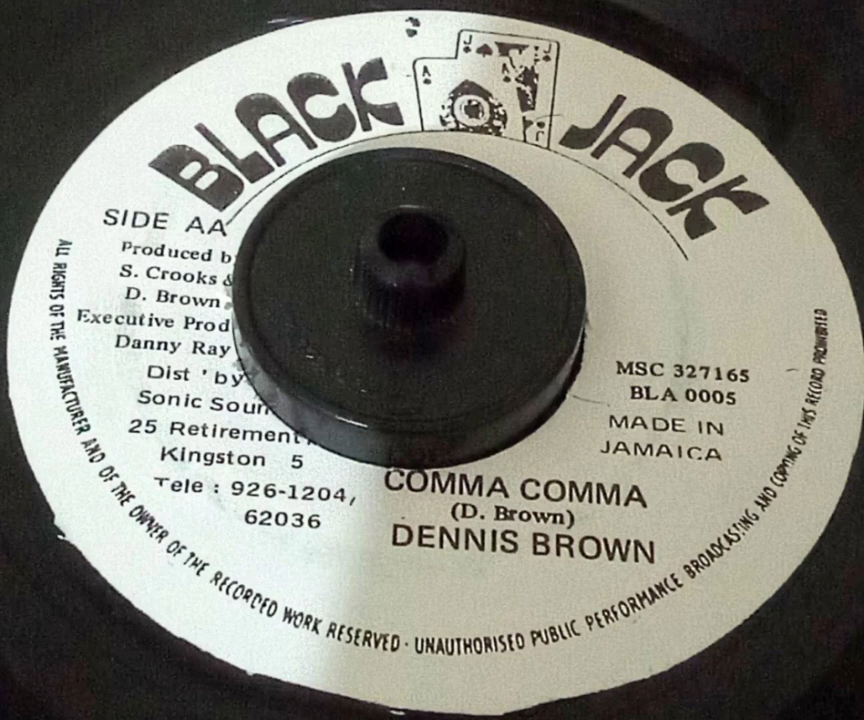 BLACK JACK
SIDE AA
Produced b
S. Crooks &
D. Brown
Executive Prod
Danny Ray
Dist ' by
Sonic Soun
25 Retirement
Kingston 5
Tele : 926-1204,
62036
MSC 327165
BLA 0005
MADE IN
JAMAICA
COMMA COMMA
(D. Brown)
DENNIS BROWN
ALL RIGHTS OF THE MANUFACTURER AND OF THE OWNER OF THE RECORDED WORK RESERVED · UNAUTHORISED PUBLIC PERFORMANCE BROADCASTING AND COPYING OF THIS RECORD PROHIBITED